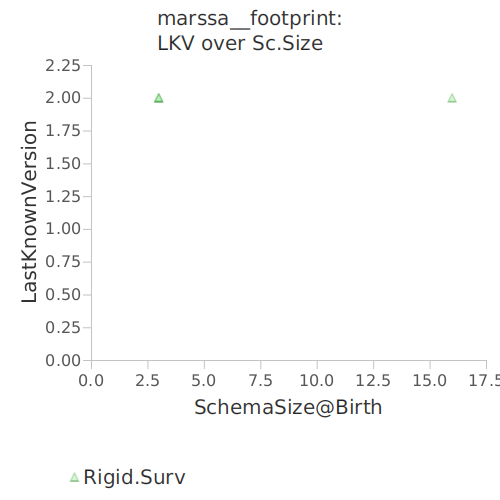 marssa__footprint:
LKV over Sc.Size
2.25
2.00
1.75
1.50
1.25
1.00
0.75
0.50
0.25
0.00
LastKnownVersion
0.0 2.5 5.0 7.5 10.0 12.5 15.0 17.5
SchemaSize@Birth
Rigid.Surv